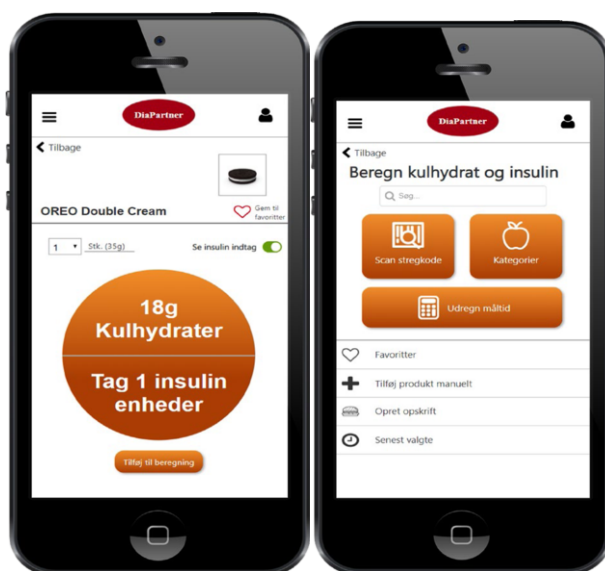 DiaPartner
Tilbage
OREO Double Cream
Gem til
favoritter
1 Stk. (35g)
Se insulin indtag
18g
Kulhydrater
Tag 1 insulin
enheder
Tilføj til beregning
DiaPartner
Tilbage
Beregn kulhydrat og insulin
Søg...
Scan stregkode
Kategorier
Udregn måltid
Favoritter
Tilføj produkt manuelt
Opret opskrift
Senest valgte